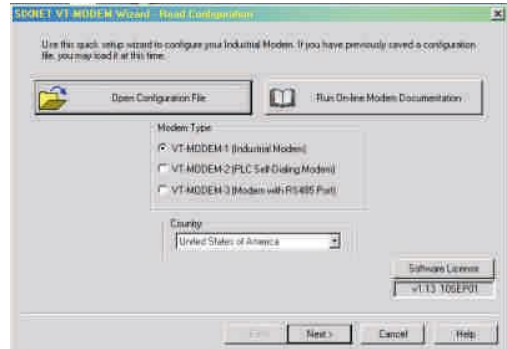 SIXNET VT-MODEM Wizard - Read Configuration
Use this quick setup wizard to configure your Industrial Modem. If you have previously saved a configuration
file, you may load it at this time.
Open Configuration File
Run On-line Modem Documentation
Modem Type
VT-MODEM-1 (Industrial Modem)
VT-MODEM-2 (PLC Self-Dialing Modem)
VT-MODEM-3 (Modem with RS485 Port)
Country
United States of America
Software License
v1.13 10SEP01
Next >
Cancel
Help